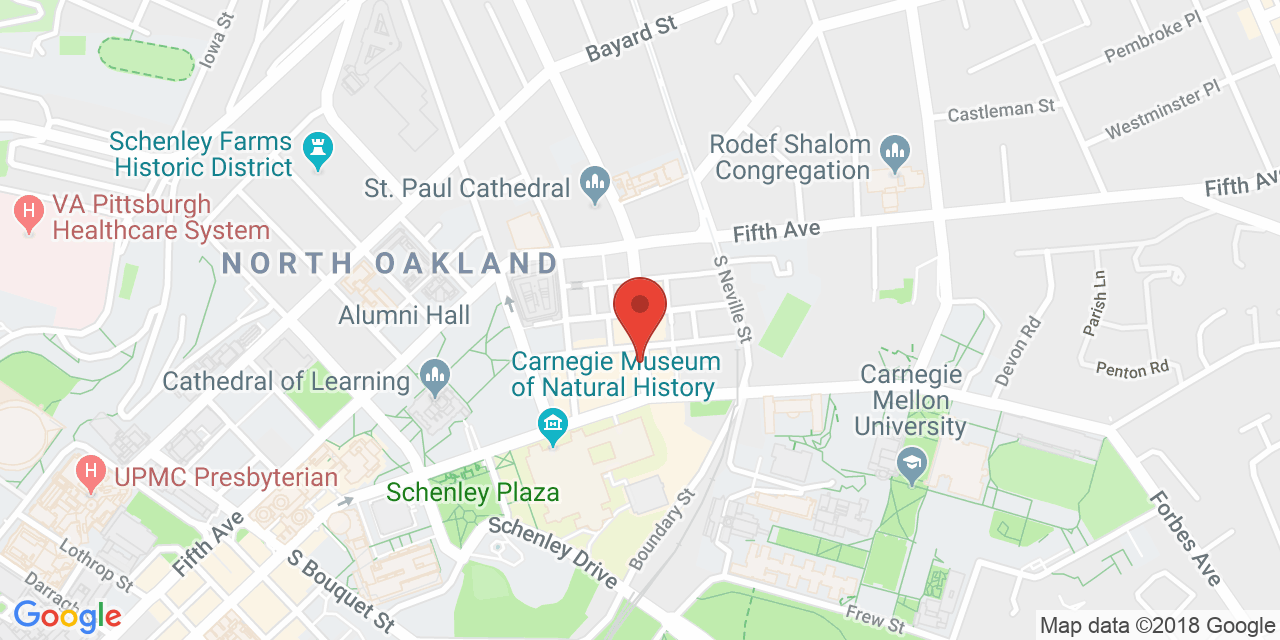 Iowa St
Bayard St
Pembroke Pl
Castleman St
Westminster Pl
Schenley Farms
Historic District
Rodef Shalom
Congregation
St. Paul Cathedral
Fifth Ave
H
VA Pittsburgh
Healthcare System
Fifth Ave
NORTH OAKLAND
S Neville St
Parish Ln
Alumni Hall
Devon Rd
Carnegie Museum
of Natural History
Penton Rd
Cathedral of Learning
Carnegie
Mellon
University
H
UPMC Presbyterian
Schenley Plaza
Boundary St
Forbes Ave
Fifth Ave
Schenley Drive
Lothrop St
S Bouquet St
Darragh
Frew St
Google
Map data ©2018 Google